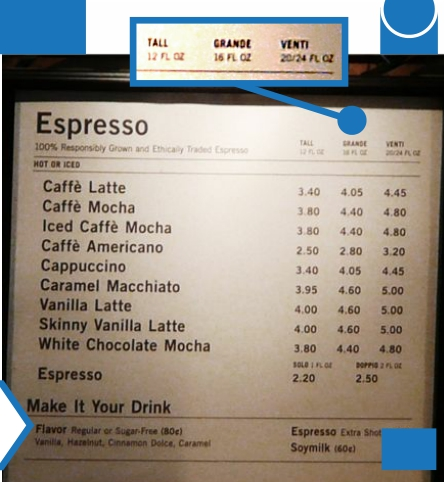 TALL GRANDE VENTI
12 FL OZ 16 FL OZ 20/24 FL OZ
Espresso
100% Responsibly Grown and Ethically Traded Espresso
TALL GRANDE VENTI
12 FL OZ 16 FL OZ 20/24 FL OZ
HOT OR ICED
Caffè Latte 3.40 4.05 4.45
Caffè Mocha 3.80 4.40 4.80
Iced Caffè Mocha 3.80 4.40 4.80
Caffè Americano 2.50 2.80 3.20
Cappuccino 3.40 4.05 4.45
Caramel Macchiato 3.95 4.60 5.00
Vanilla Latte 4.00 4.60 5.00
Skinny Vanilla Latte 4.00 4.60 5.00
White Chocolate Mocha 3.80 4.40 4.80
SOLO 1 FL OZ DOPPIO 2 FL OZ
Espresso 2.20 2.50
Make It Your Drink
Flavor Regular or Sugar-Free (80¢) Espresso Extra Shot
Vanilla, Hazelnut, Cinnamon Dolce, Caramel Soymilk (60¢)